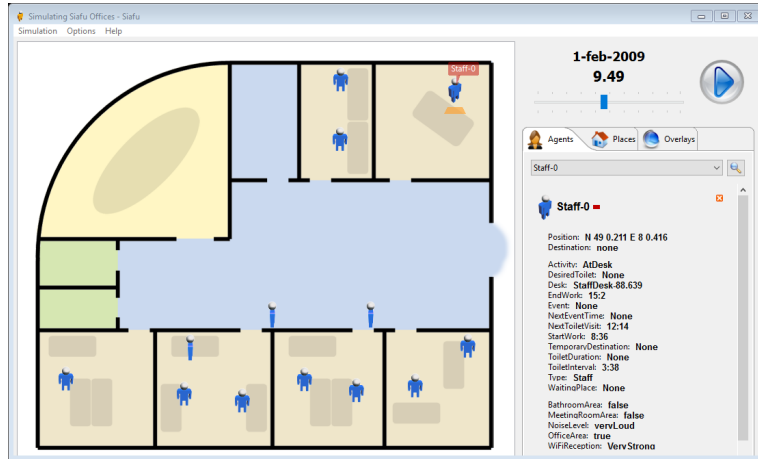 Simulating Siafu Offices - Siafu
Simulation Options Help
Staff-0
1-feb-2009
9.49
Agents Places Overlays
Staff-0
Staff-0
Position: N 49 0.211 E 8 0.416
Destination: none
Activity: AtDesk
DesiredToilet: None
Desk: StaffDesk-88.639
EndWork: 15:2
Event: None
NextEventTime: None
NextToiletVisit: 12:14
StartWork: 8:36
TemporaryDestination: None
ToiletDuration: None
ToiletInterval: 3:38
Type: Staff
WaitingPlace: None
BathroomArea: false
MeetingRoomArea: false
NoiseLevel: veryLoud
OfficeArea: true
WiFiReception: VeryStrong